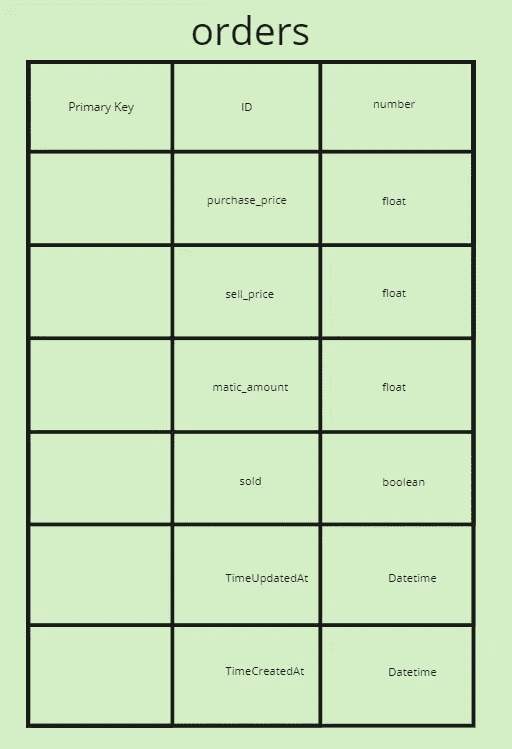 orders
Primary Key ID number
purchase_price float
sell_price float
matic_amount float
sold boolean
TimeUpdatedAt Datetime
TimeCreatedAt Datetime